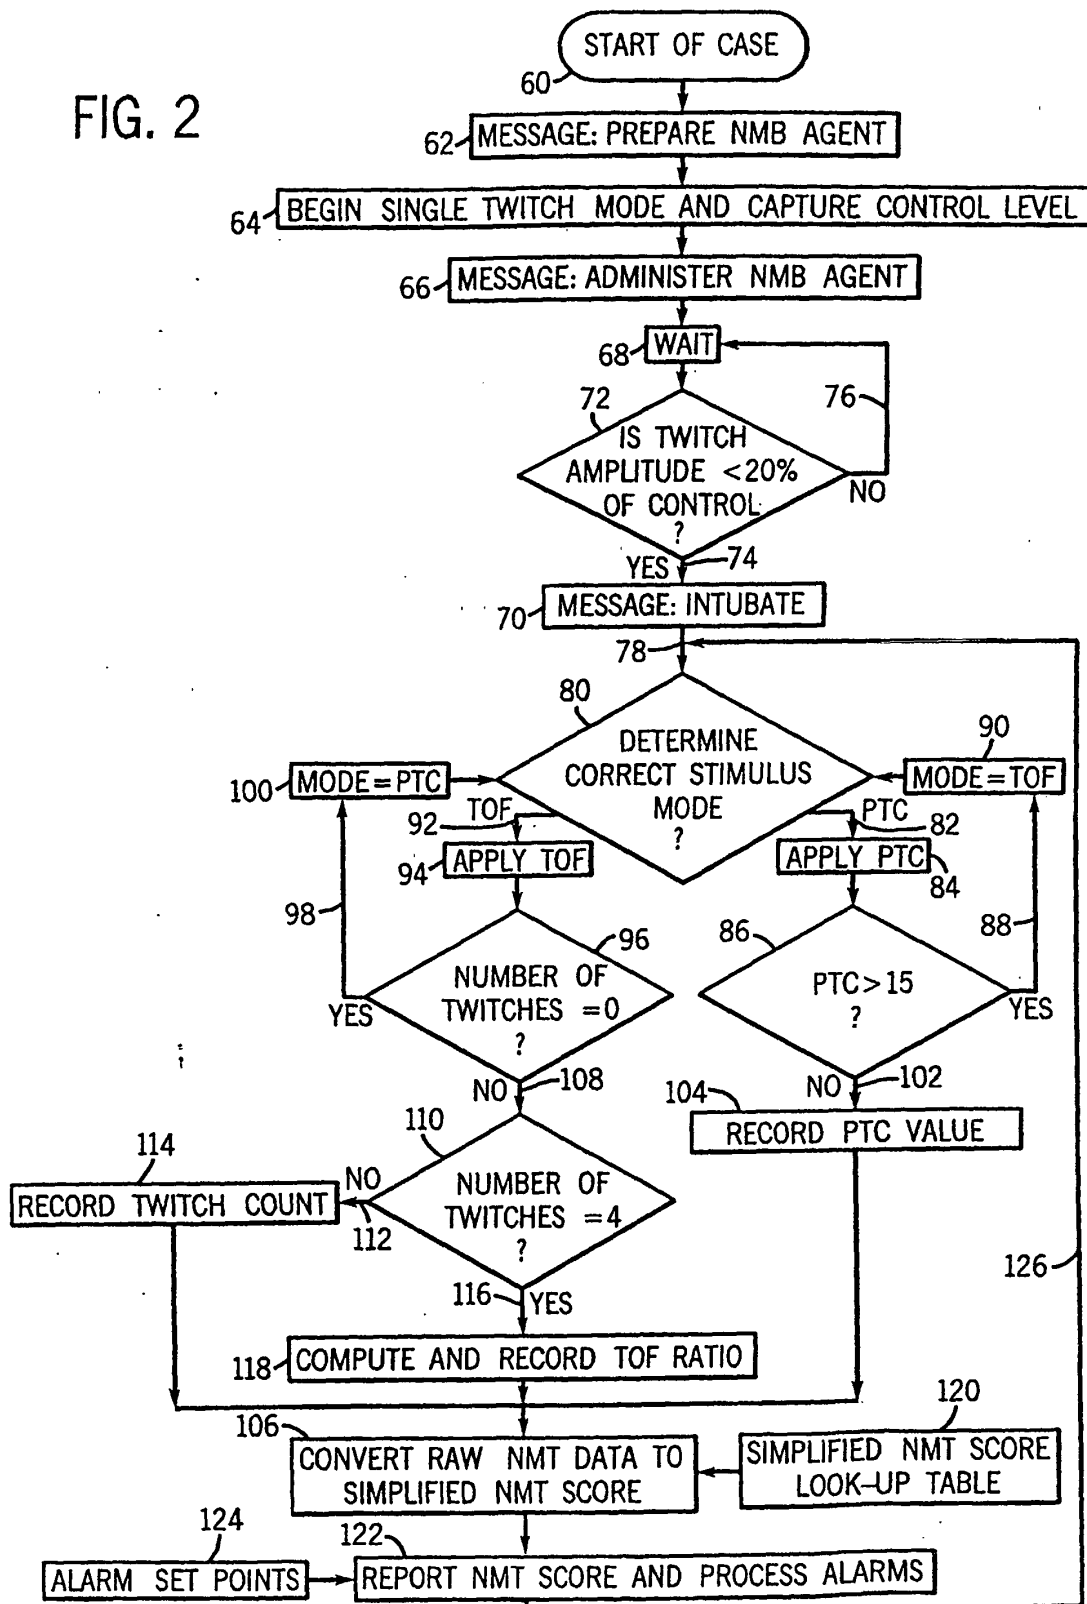 FIG. 2
START OF CASE
60
62
MESSAGE: PREPARE NMB AGENT
64
BEGIN SINGLE TWITCH MODE AND CAPTURE CONTROL LEVEL
66
MESSAGE: ADMINISTER NMB AGENT
68
WAIT
72
76
IS TWITCH
AMPLITUDE <20%
OF CONTROL
?
NO
YES
74
70
MESSAGE: INTUBATE
78
80
DETERMINE
CORRECT STIMULUS
MODE
?
90
100
MODE=PTC
MODE=TOF
TOF
92
PTC
82
94
APPLY TOF
APPLY PTC
84
98
96
86
88
NUMBER OF
TWITCHES =0
?
YES
PTC>15
?
YES
NO
108
NO
102
104
RECORD PTC VALUE
110
114
NO
RECORD TWITCH COUNT
112
NUMBER OF
TWITCHES =4
?
126
116
YES
118
COMPUTE AND RECORD TOF RATIO
106
120
CONVERT RAW NMT DATA TO
SIMPLIFIED NMT SCORE
SIMPLIFIED NMT SCORE
LOOK-UP TABLE
124
122
ALARM SET POINTS
REPORT NMT SCORE AND PROCESS ALARMS